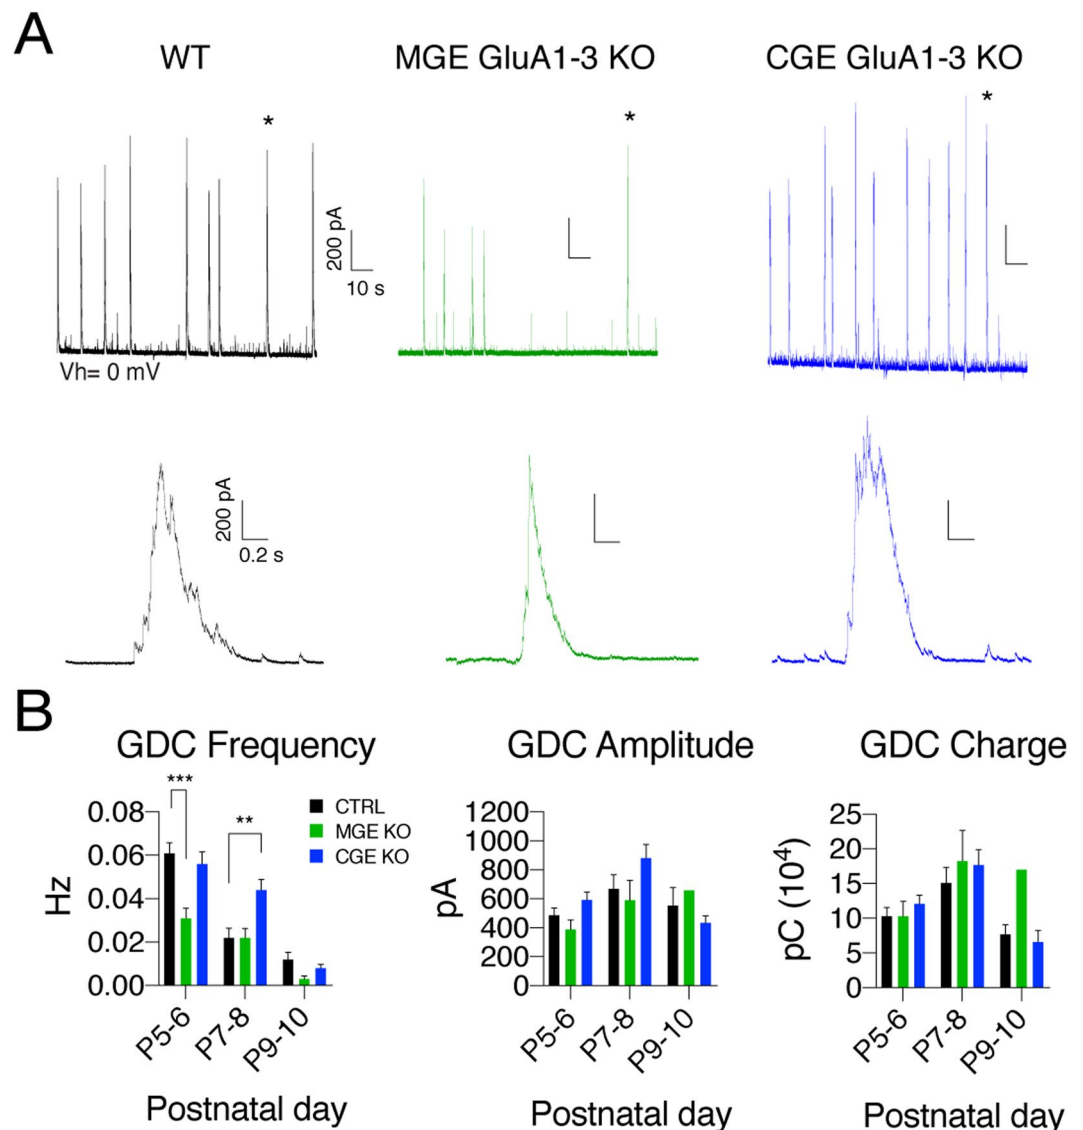 A
WT
MGE GluA1-3 KO
CGE GluA1-3 KO
*
*
*
200 pA
10 s
Vh= 0 mV
200 pA
0.2 s
B
GDC Frequency
GDC Amplitude
GDC Charge
***
**
CTRL
MGE KO
CGE KO
Hz
0.08
0.06
0.04
0.02
0.00
P5-6
P7-8
P9-10
Postnatal day
pA
1200
1000
800
600
400
200
0
P5-6
P7-8
P9-10
Postnatal day
pC (10⁴)
25
20
15
10
5
0
P5-6
P7-8
P9-10
Postnatal day